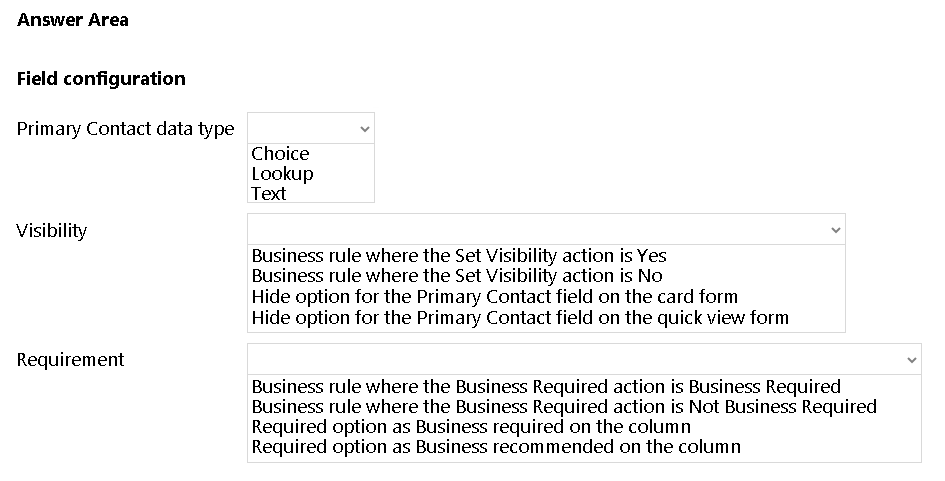 Answer Area
Field configuration
Primary Contact data type
Choice
Lookup
Text
Visibility
Business rule where the Set Visibility action is Yes
Business rule where the Set Visibility action is No
Hide option for the Primary Contact field on the card form
Hide option for the Primary Contact field on the quick view form
Requirement
Business rule where the Business Required action is Business Required
Business rule where the Business Required action is Not Business Required
Required option as Business required on the column
Required option as Business recommended on the column